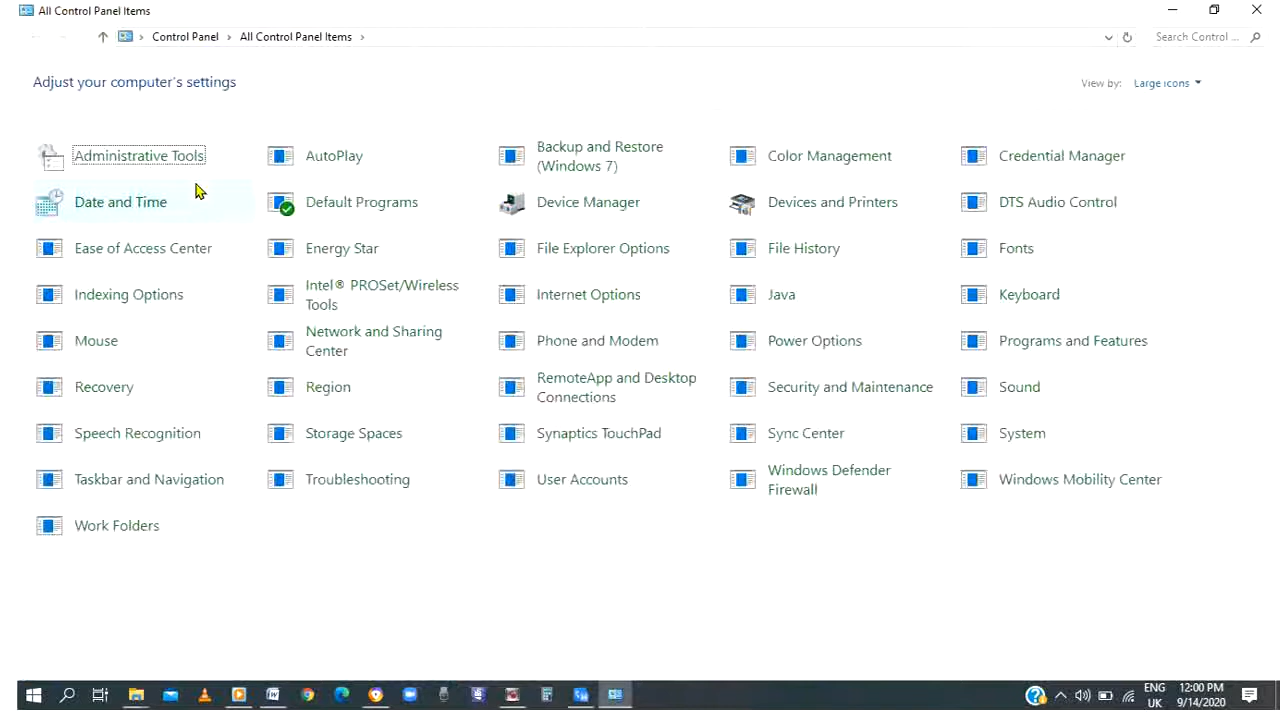 All Control Panel Items
Control Panel > All Control Panel Items >
Search Control ...
Adjust your computer's settings
View by: Large icons
Administrative Tools
AutoPlay
Backup and Restore
(Windows 7)
Color Management
Credential Manager
Date and Time
Default Programs
Device Manager
Devices and Printers
DTS Audio Control
Ease of Access Center
Energy Star
File Explorer Options
File History
Fonts
Indexing Options
Intel® PROSet/Wireless
Tools
Internet Options
Java
Keyboard
Mouse
Network and Sharing
Center
Phone and Modem
Power Options
Programs and Features
Recovery
Region
RemoteApp and Desktop
Connections
Security and Maintenance
Sound
Speech Recognition
Storage Spaces
Synaptics TouchPad
Sync Center
System
Taskbar and Navigation
Troubleshooting
User Accounts
Windows Defender
Firewall
Windows Mobility Center
Work Folders
ENG
UK
12:00 PM
9/14/2020